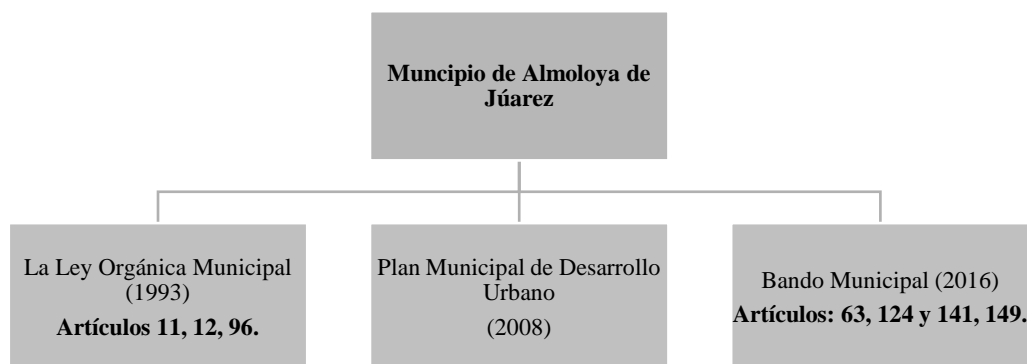 Muncipio de Almoloya de
Júarez
La Ley Orgánica Municipal
(1993)
Artículos 11, 12, 96.
Plan Municipal de Desarrollo
Urbano
(2008)
Bando Municipal (2016)
Artículos: 63, 124 y 141, 149.